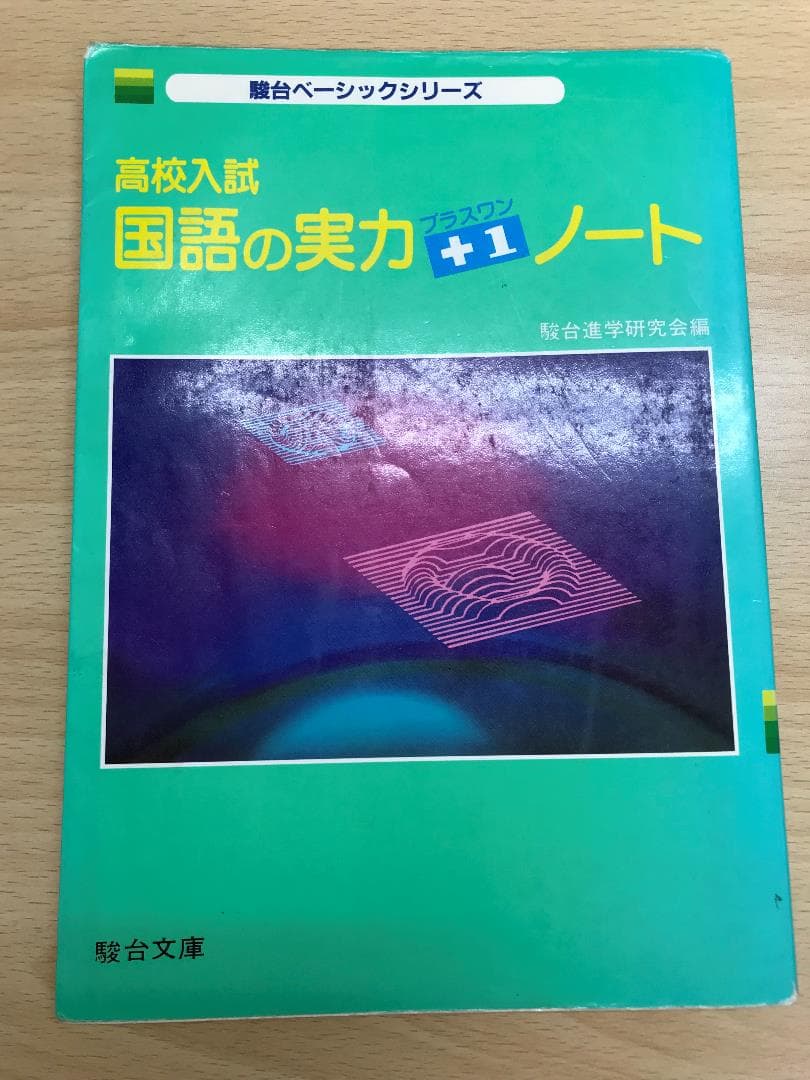 駿台ベーシックシリーズ
高校入試
プラスワン
国語の実力+1ノート
駿台進学研究会編
駿台文庫